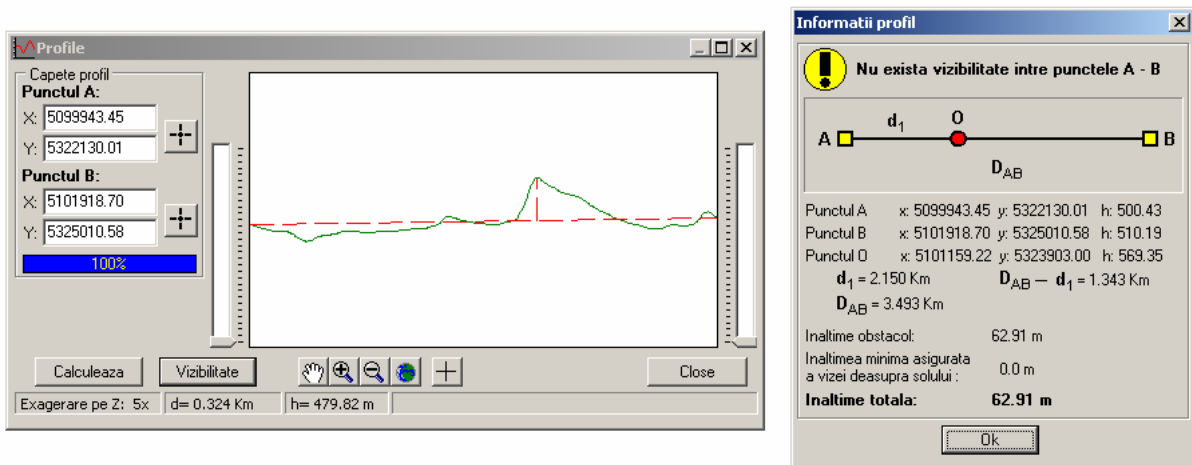 Profile
Capete profil
Punctul A:
X: 5099943.45
Y: 5322130.01
Punctul B:
X: 5101918.70
Y: 5325010.58
100%
Calculeaza Vizibilitate Close
Exagerare pe Z: 5x d= 0.324 Km h= 479.82 m
Informatii profil
Nu exista vizibilitate intre punctele A - B
d1 O
A B
DAB
Punctul A x: 5099943.45 y: 5322130.01 h: 500.43
Punctul B x: 5101918.70 y: 5325010.58 h: 510.19
Punctul O x: 5101159.22 y: 5323903.00 h: 569.35
d1 = 2.150 Km DAB — d1 = 1.343 Km
DAB = 3.493 Km
Inaltime obstacol: 62.91 m
Inaltimea minima asigurata
a vizei deasupra solului : 0.0 m
Inaltime totala: 62.91 m
Ok